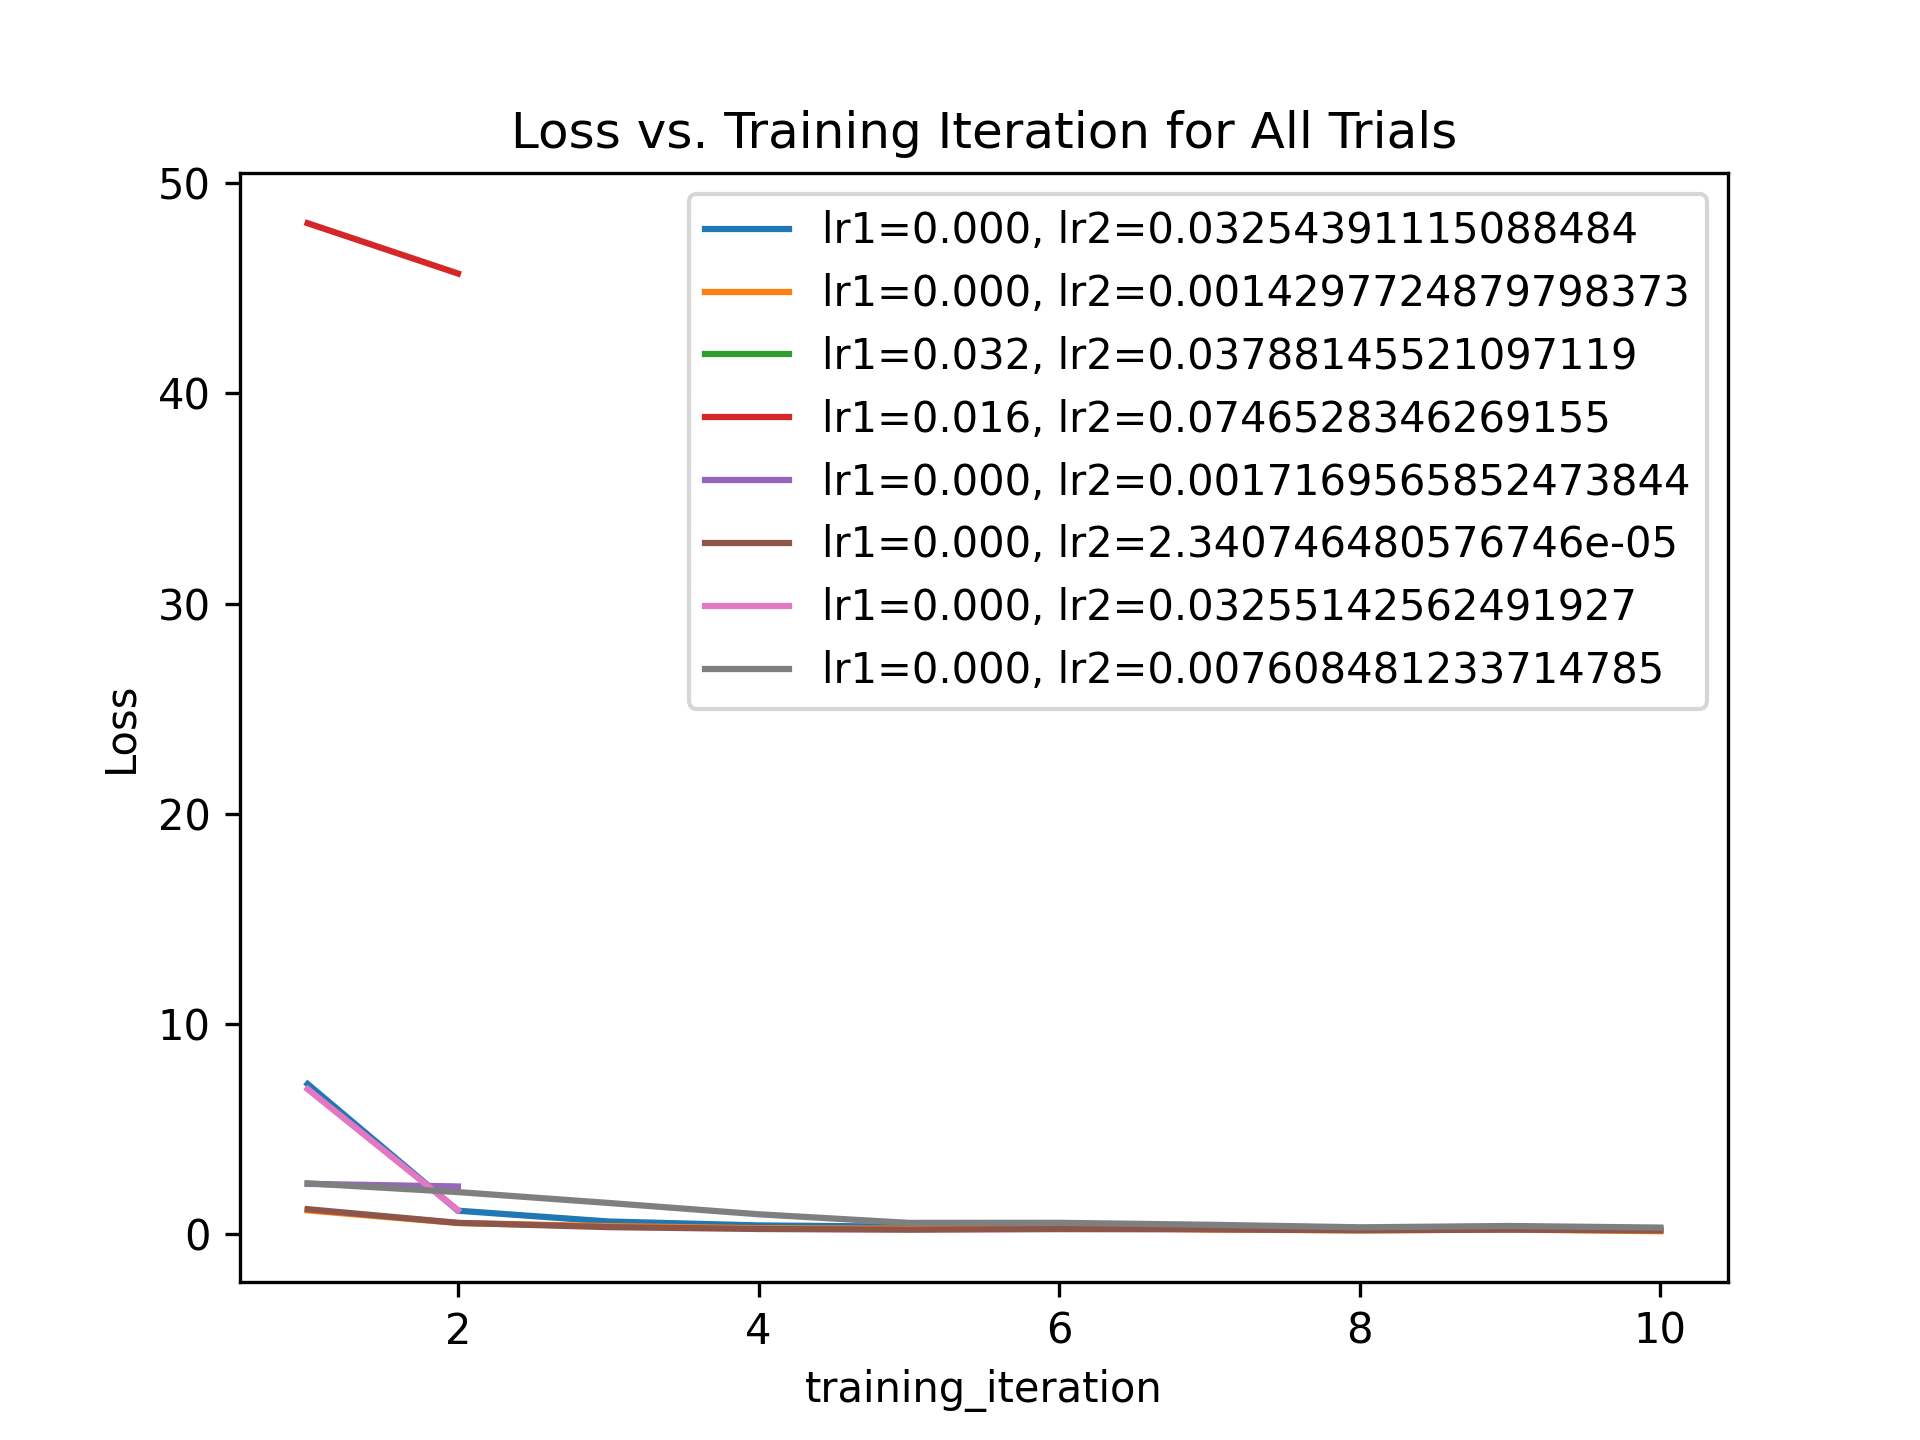 Loss vs. Training Iteration for All Trials
50
40
30
20
10
0
Loss
lr1=0.000, lr2=0.03254391115088484
lr1=0.000, lr2=0.0014297724879798373
lr1=0.032, lr2=0.03788145521097119
lr1=0.016, lr2=0.0746528346269155
lr1=0.000, lr2=0.0017169565852473844
lr1=0.000, lr2=2.340746480576746e-05
lr1=0.000, lr2=0.03255142562491927
lr1=0.000, lr2=0.007608481233714785
2 4 6 8 10
training_iteration